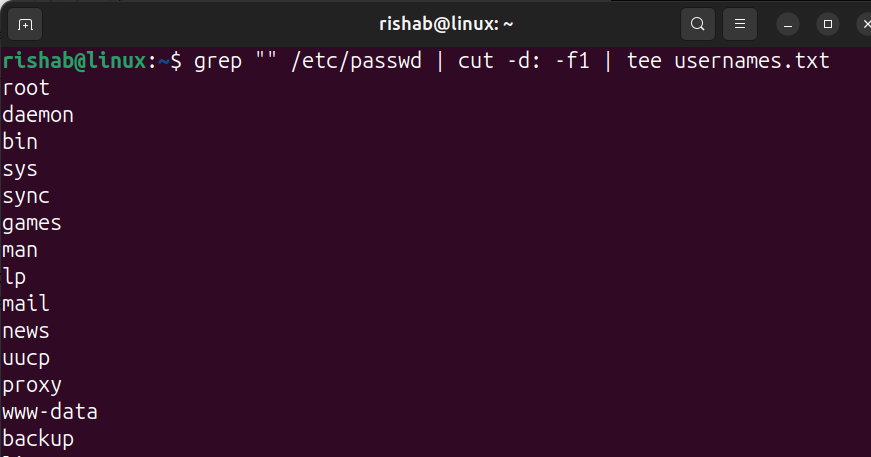 rishab@linux: ~
rishab@linux:~$ grep "" /etc/passwd | cut -d: -f1 | tee usernames.txt
root
daemon
bin
sys
sync
games
man
lp
mail
news
uucp
proxy
www-data
backup